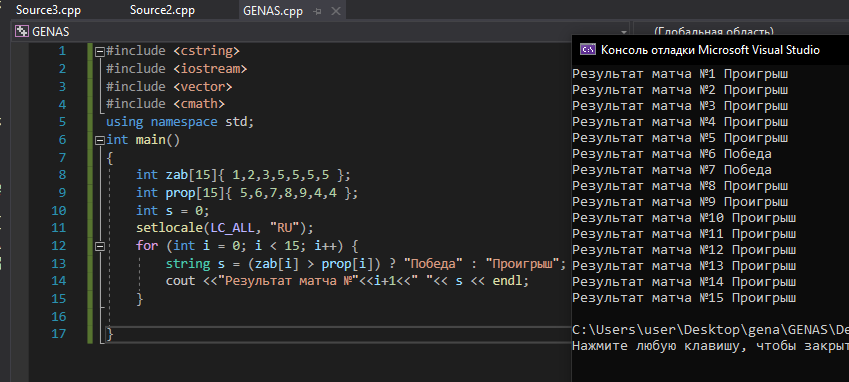 Source3.cpp Source2.cpp GENAS.cpp
GENAS (Глобальная область)
1 #include <cstring>
2 #include <iostream>
3 #include <vector>
4 #include <cmath>
5 using namespace std;
6 int main()
7 {
8 int zab[15]{ 1,2,3,5,5,5,5 };
9 int prop[15]{ 5,6,7,8,9,4,4 };
10 int s = 0;
11 setlocale(LC_ALL, "RU");
12 for (int i = 0; i < 15; i++) {
13 string s = (zab[i] > prop[i]) ? "Победа" : "Проигрыш";
14 cout <<"Результат матча №"<<i+1<<" "<< s << endl;
15 }
16
17 }
Консоль отладки Microsoft Visual Studio
Результат матча №1 Проигрыш
Результат матча №2 Проигрыш
Результат матча №3 Проигрыш
Результат матча №4 Проигрыш
Результат матча №5 Проигрыш
Результат матча №6 Победа
Результат матча №7 Победа
Результат матча №8 Проигрыш
Результат матча №9 Проигрыш
Результат матча №10 Проигрыш
Результат матча №11 Проигрыш
Результат матча №12 Проигрыш
Результат матча №13 Проигрыш
Результат матча №14 Проигрыш
Результат матча №15 Проигрыш
C:\Users\user\Desktop\gena\GENAS\De
Нажмите любую клавишу, чтобы закрыт